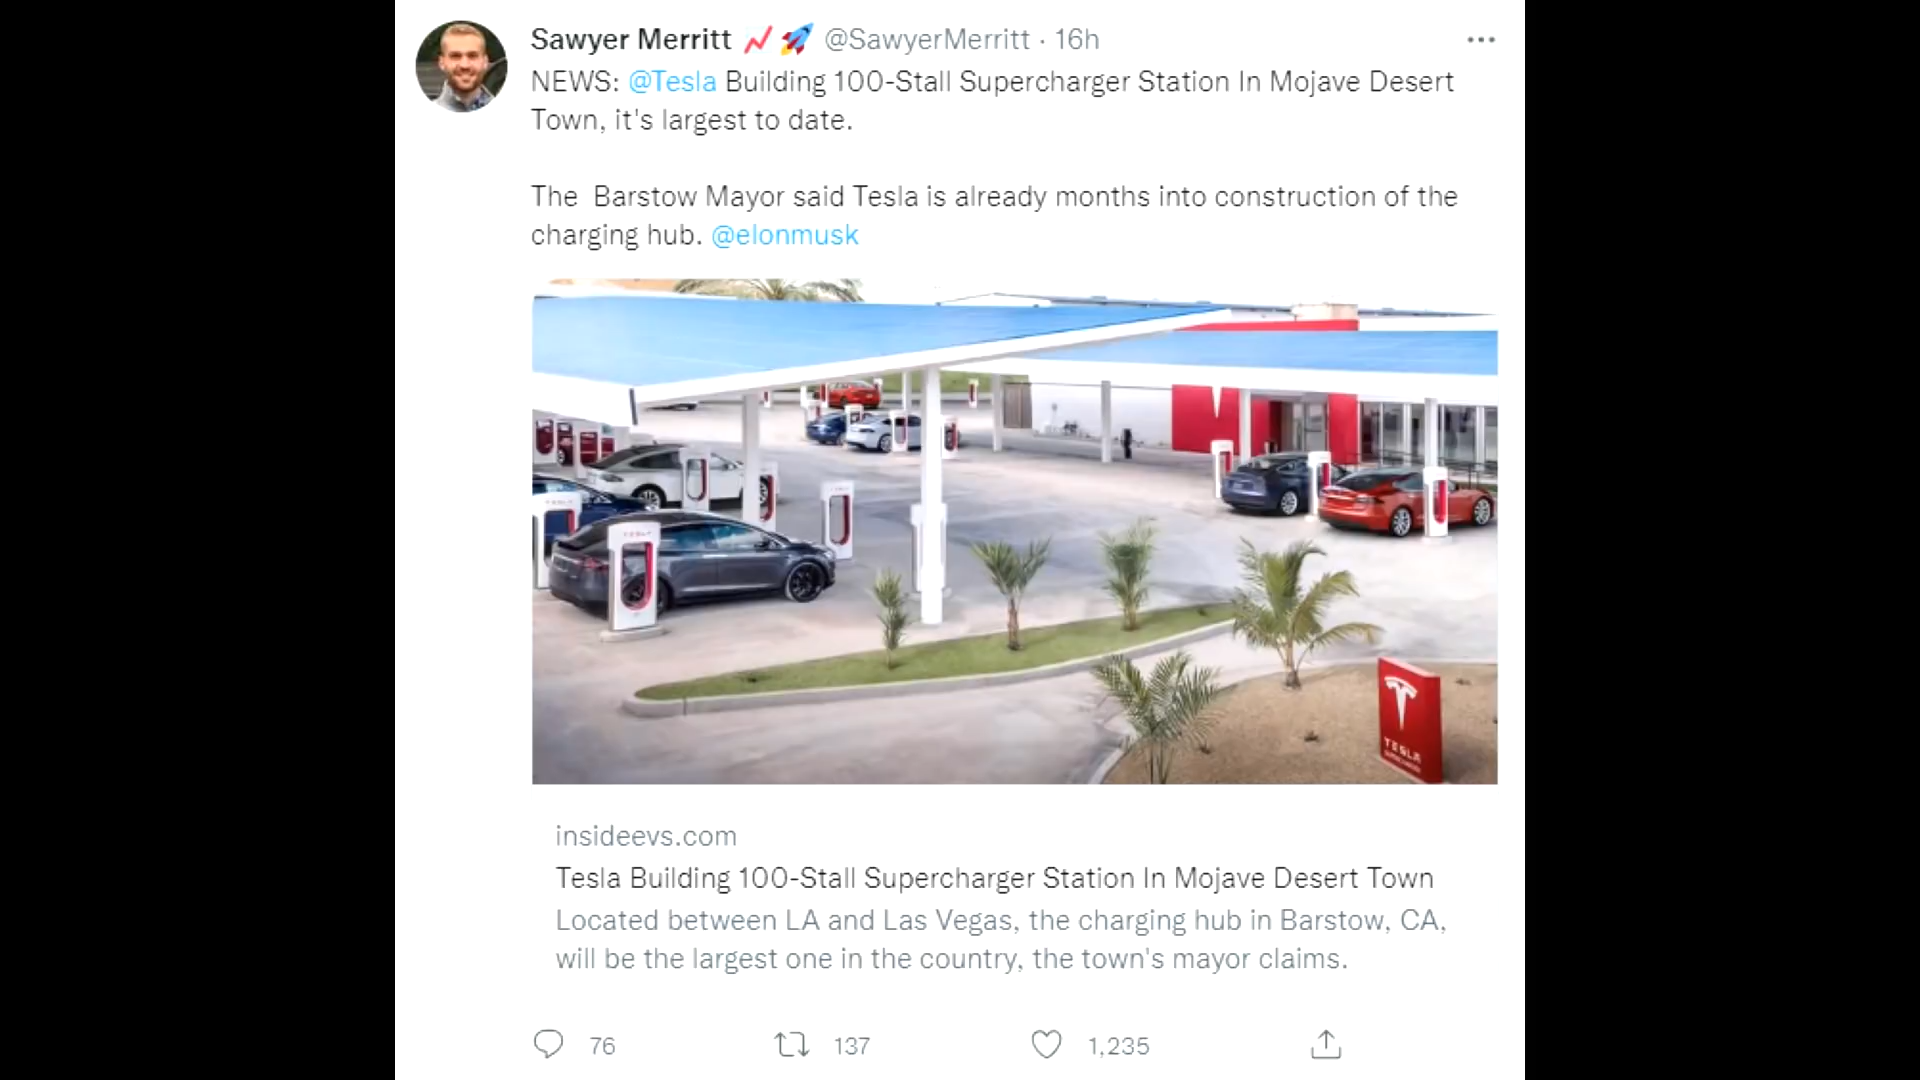 Sawyer Merritt 📈🚀 @SawyerMerritt · 16h
NEWS: @Tesla Building 100-Stall Supercharger Station In Mojave Desert
Town, it's largest to date.
The Barstow Mayor said Tesla is already months into construction of the
charging hub. @elonmusk
TESLA
TESLA
insideevs.com
Tesla Building 100-Stall Supercharger Station In Mojave Desert Town
Located between LA and Las Vegas, the charging hub in Barstow, CA,
will be the largest one in the country, the town's mayor claims.
76 137 1,235